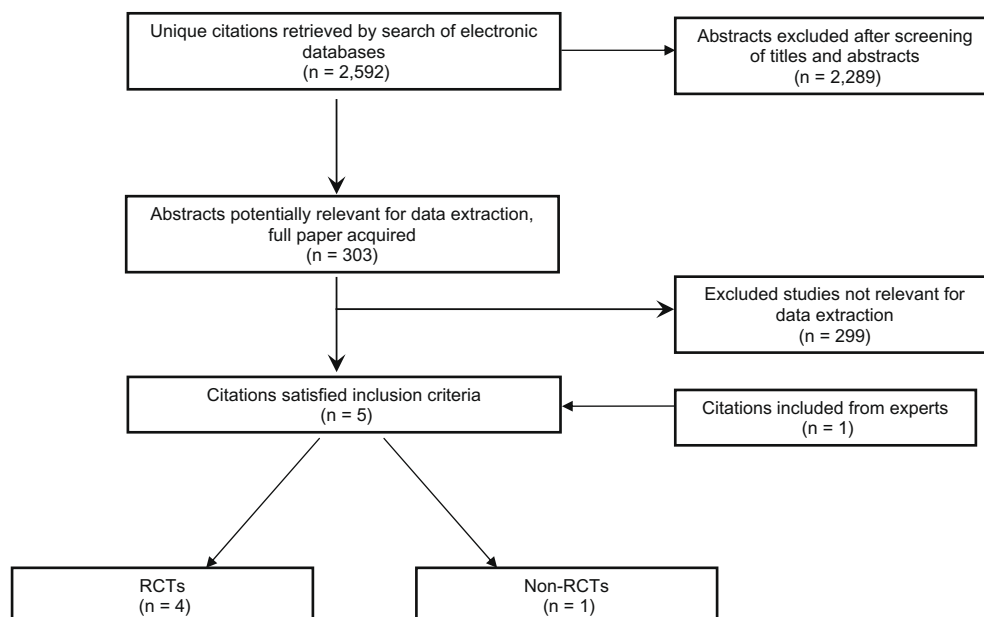 Unique citations retrieved by search of electronic
databases
(n = 2,592)
Abstracts excluded after screening
of titles and abstracts
(n = 2,289)
Abstracts potentially relevant for data extraction,
full paper acquired
(n = 303)
Excluded studies not relevant for
data extraction
(n = 299)
Citations satisfied inclusion criteria
(n = 5)
Citations included from experts
(n = 1)
RCTs
(n = 4)
Non-RCTs
(n = 1)